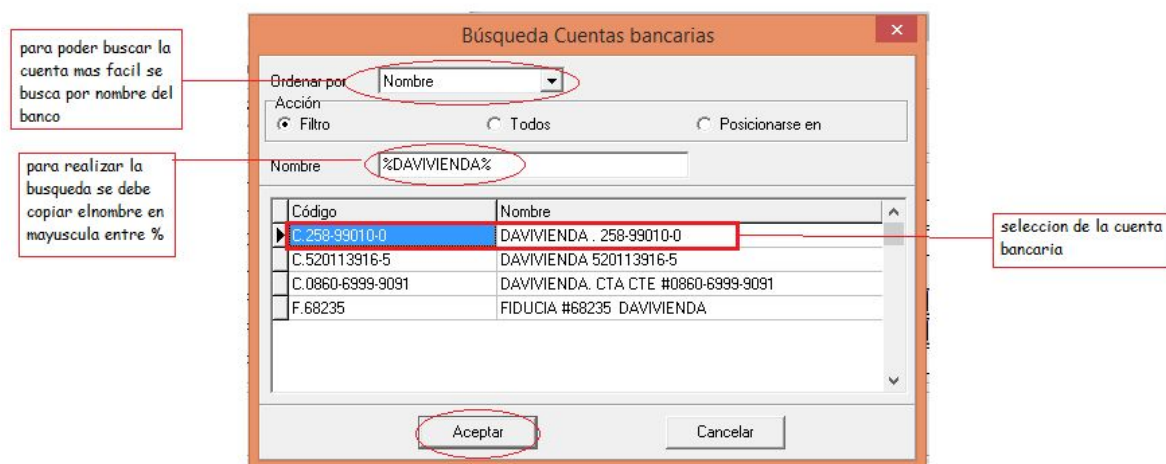 para poder buscar la
cuenta mas facil se
busca por nombre del
banco
para realizar la
busqueda se debe
copiar elnombre en
mayuscula entre %
Búsqueda Cuentas bancarias
Ordenar por Nombre
Acción
Filtro Todos Posicionarse en
Nombre %DAVIVIENDA%
Código Nombre
C.258-99010-0 DAVIVIENDA . 258-99010-0
C.520113916-5 DAVIVIENDA 520113916-5
C.0860-6999-9091 DAVIVIENDA. CTA CTE #0860-6999-9091
F.68235 FIDUCIA #68235 DAVIVIENDA
Aceptar Cancelar
seleccion de la cuenta
bancaria